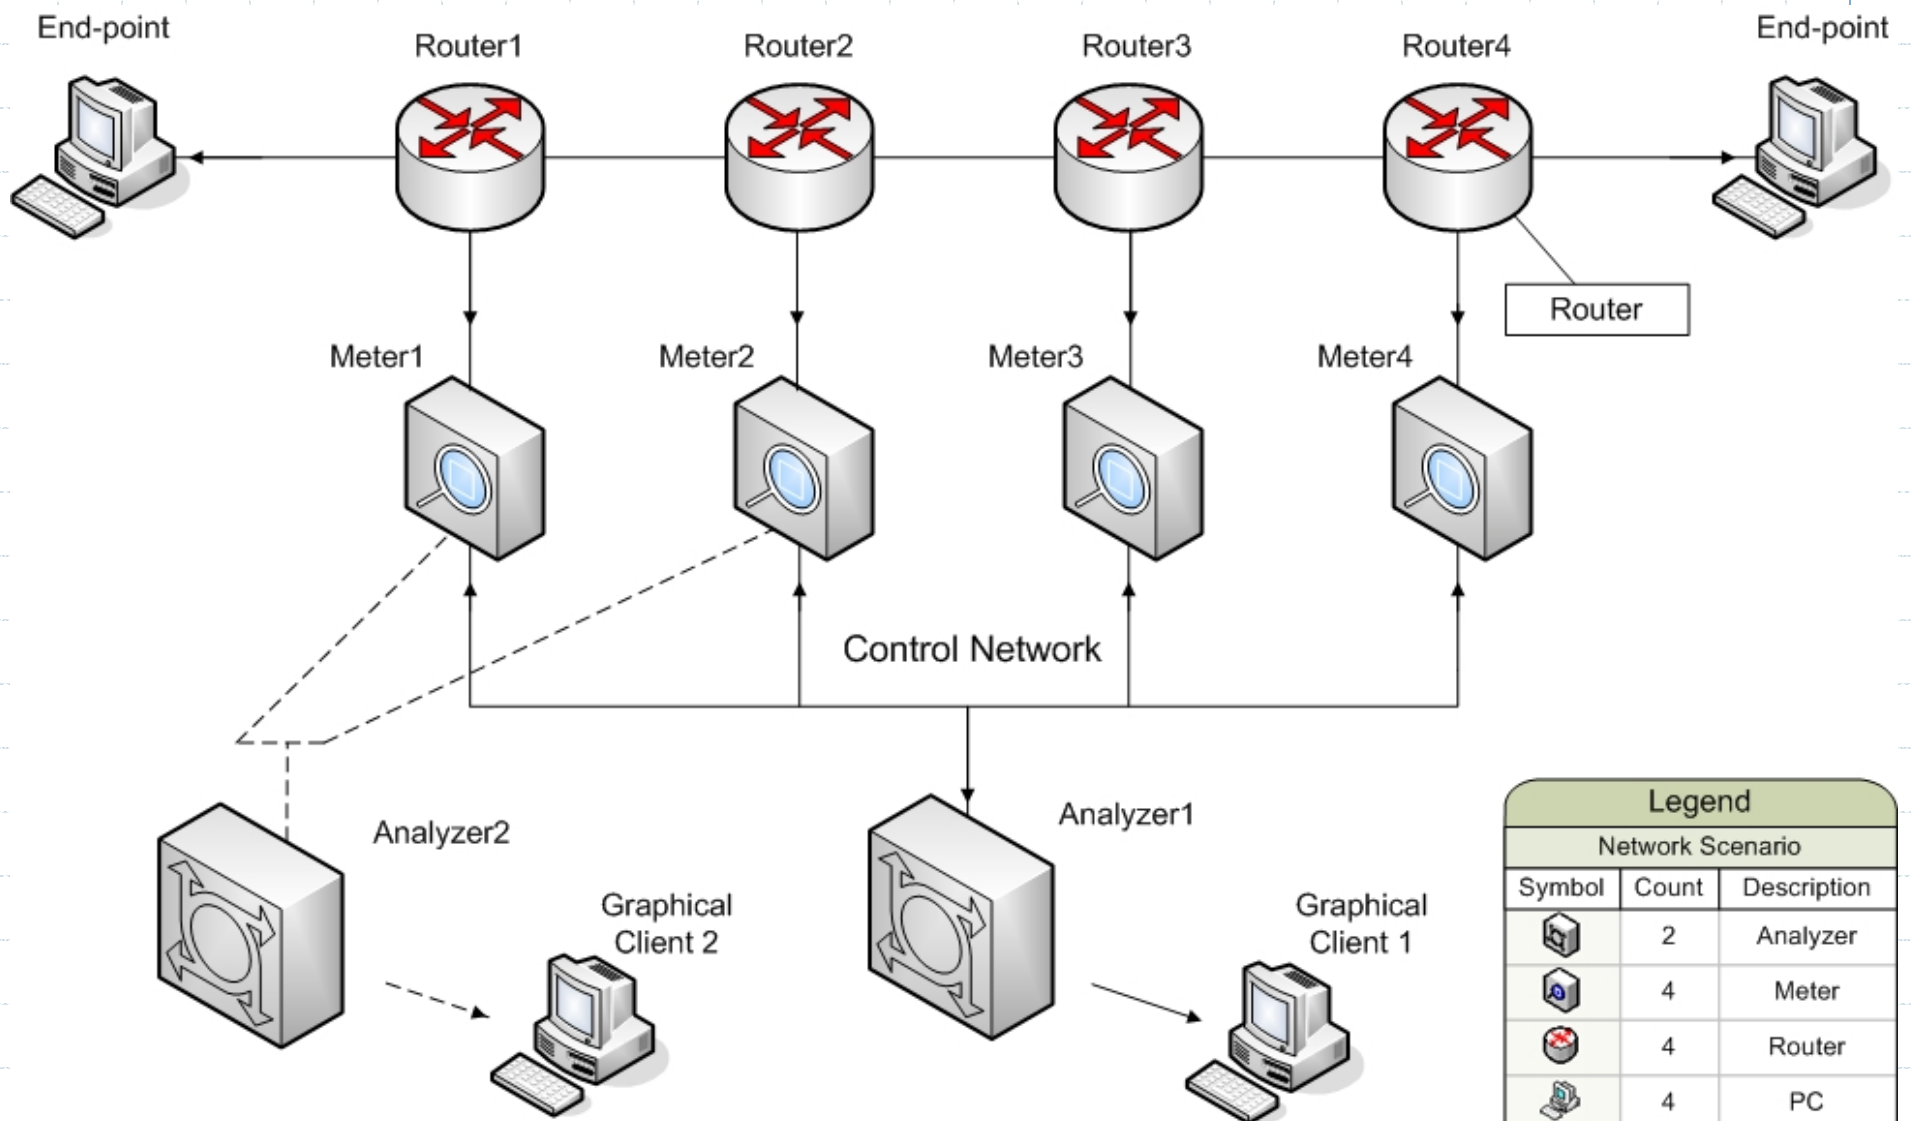 End-point
Router1
Router2
Router3
Router4
End-point
Router
Meter1
Meter2
Meter3
Meter4
Control Network
Analyzer2
Analyzer1
Graphical
Client 2
Graphical
Client 1
Legend
Network Scenario
Symbol Count Description
2 Analyzer
4 Meter
4 Router
4 PC